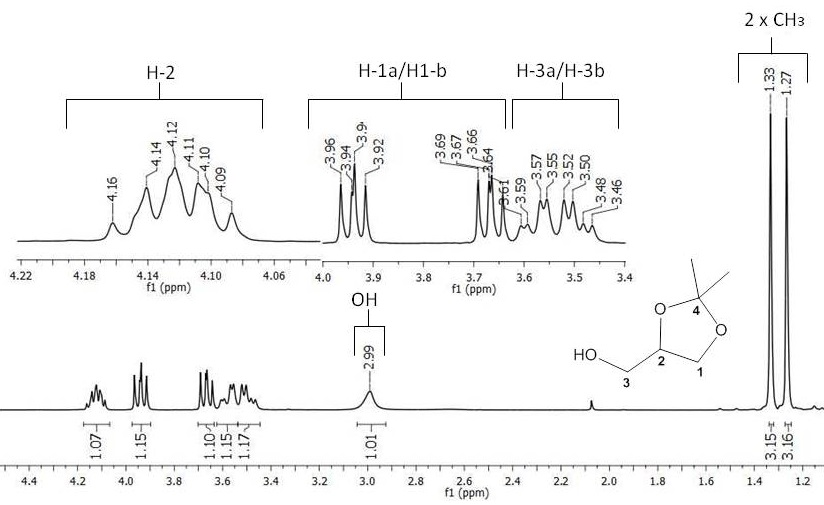 2 x CH3
H-2
H-1a/H1-b
H-3a/H-3b
1.33
1.27
4.16
4.14
4.12
4.11
4.10
4.09
3.96
3.94
3.9
3.92
3.69
3.67
3.66
3.64
3.61
3.59
3.57
3.55
3.52
3.50
3.48
3.46
4.22 4.18 4.14 4.10 4.06
f1 (ppm)
4.0 3.9 3.8 3.7 3.6 3.5 3.4
f1 (ppm)
OH
2.99
O
4
O
HO
2
1
3
1.07
1.15
1.10
1.15
1.17
1.01
3.15
3.16
4.4 4.2 4.0 3.8 3.6 3.4 3.2 3.0 2.8 2.6 2.4 2.2 2.0 1.8 1.6 1.4 1.2
f1 (ppm)